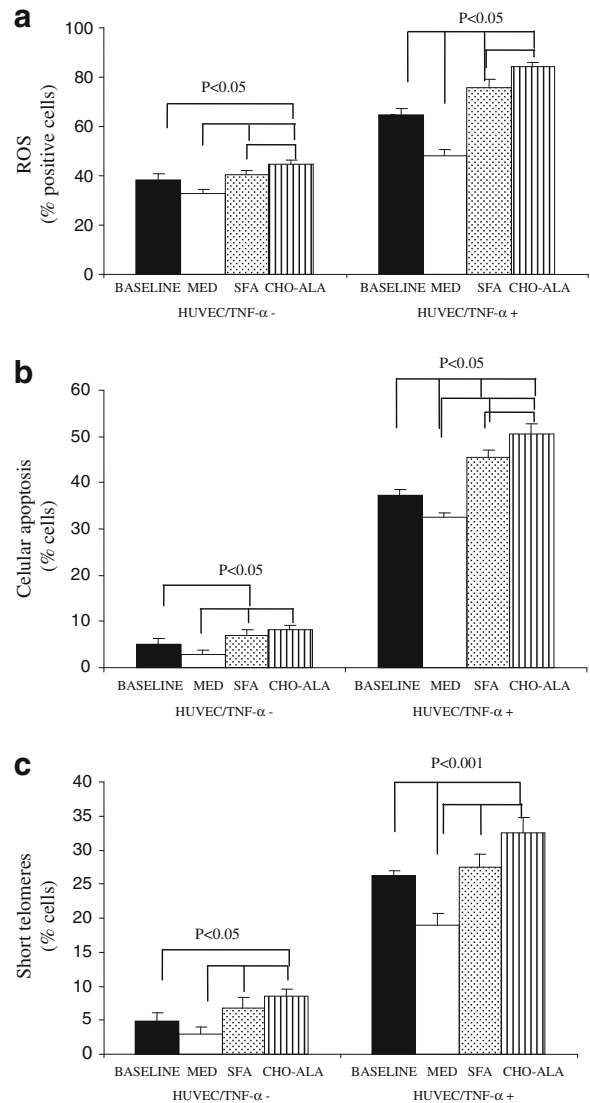 a
P<0.05
P<0.05
ROS
(% positive cells)
100
80
60
40
20
0
BASELINE MED SFA CHO-ALA BASELINE MED SFA CHO-ALA
HUVEC/TNF-α - HUVEC/TNF-α +
b
P<0.05
P<0.05
Celular apoptosis
(% cells)
60
50
40
30
20
10
0
BASELINE MED SFA CHO-ALA BASELINE MED SFA CHO-ALA
HUVEC/TNF-α - HUVEC/TNF-α +
c
P<0.001
P<0.05
Short telomeres
(% cells)
40
35
30
25
20
15
10
5
0
BASELINE MED SFA CHO-ALA BASELINE MED SFA CHO-ALA
HUVEC/TNF-α - HUVEC/TNF-α +